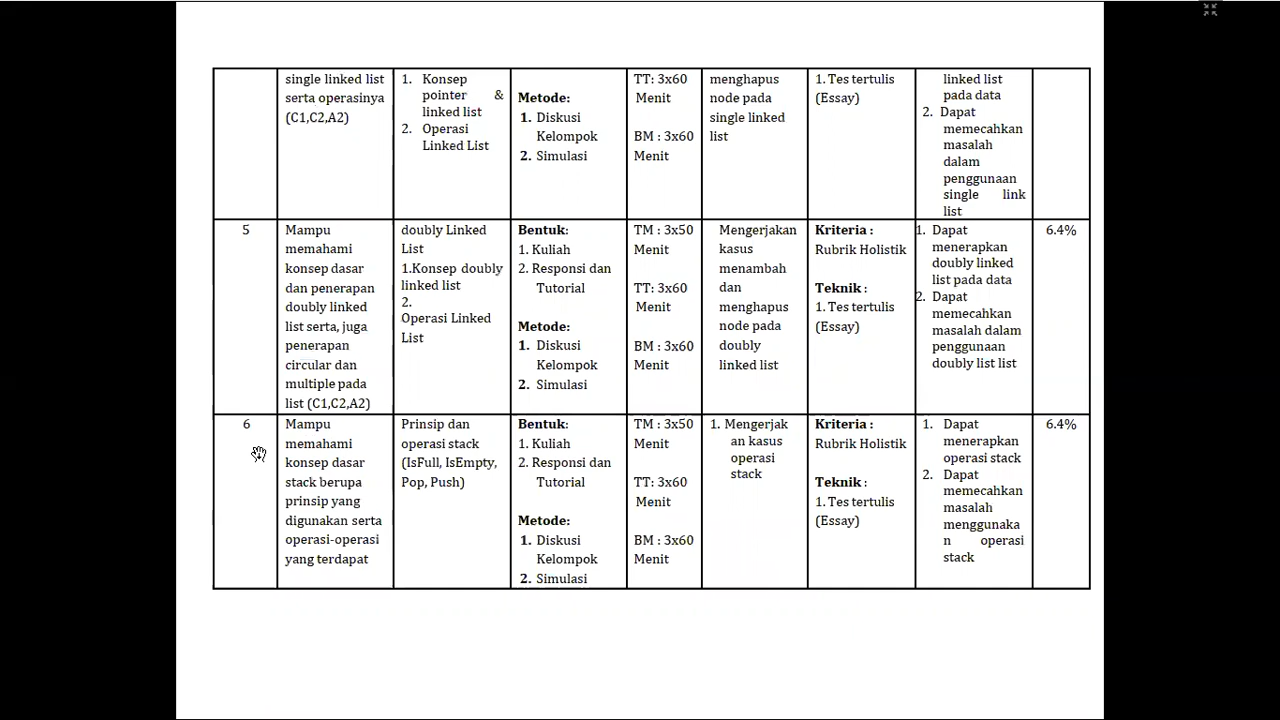 single linked list
serta operasinya
(C1,C2,A2)
1. Konsep
pointer &
linked list
2. Operasi
Linked List
Metode:
1. Diskusi
Kelompok
2. Simulasi
TT: 3x60
Menit
BM : 3x60
Menit
menghapus
node pada
single linked
list
1. Tes tertulis
(Essay)
linked list
pada data
2. Dapat
memecahkan
masalah
dalam
penggunaan
single link
list
5
Mampu
memahami
konsep dasar
dan penerapan
doubly linked
list serta, juga
penerapan
circular dan
multiple pada
list (C1,C2,A2)
doubly Linked
List
1.Konsep doubly
linked list
2.
Operasi Linked
List
Bentuk:
1. Kuliah
2. Responsi dan
Tutorial
Metode:
1. Diskusi
Kelompok
2. Simulasi
TM : 3x50
Menit
TT: 3x60
Menit
BM : 3x60
Menit
Mengerjakan
kasus
menambah
dan
menghapus
node pada
doubly
linked list
Kriteria :
Rubrik Holistik
Teknik :
1. Tes tertulis
(Essay)
1. Dapat
menerapkan
doubly linked
list pada data
2. Dapat
memecahkan
masalah dalam
penggunaan
doubly list list
6.4%
6
Mampu
memahami
konsep dasar
stack berupa
prinsip yang
digunakan serta
operasi-operasi
yang terdapat
Prinsip dan
operasi stack
(IsFull, IsEmpty,
Pop, Push)
Bentuk:
1. Kuliah
2. Responsi dan
Tutorial
Metode:
1. Diskusi
Kelompok
2. Simulasi
TM : 3x50
Menit
TT: 3x60
Menit
BM : 3x60
Menit
1. Mengerjak
an kasus
operasi
stack
Kriteria :
Rubrik Holistik
Teknik :
1. Tes tertulis
(Essay)
1. Dapat
menerapkan
operasi stack
2. Dapat
memecahkan
masalah
menggunaka
n operasi
stack
6.4%